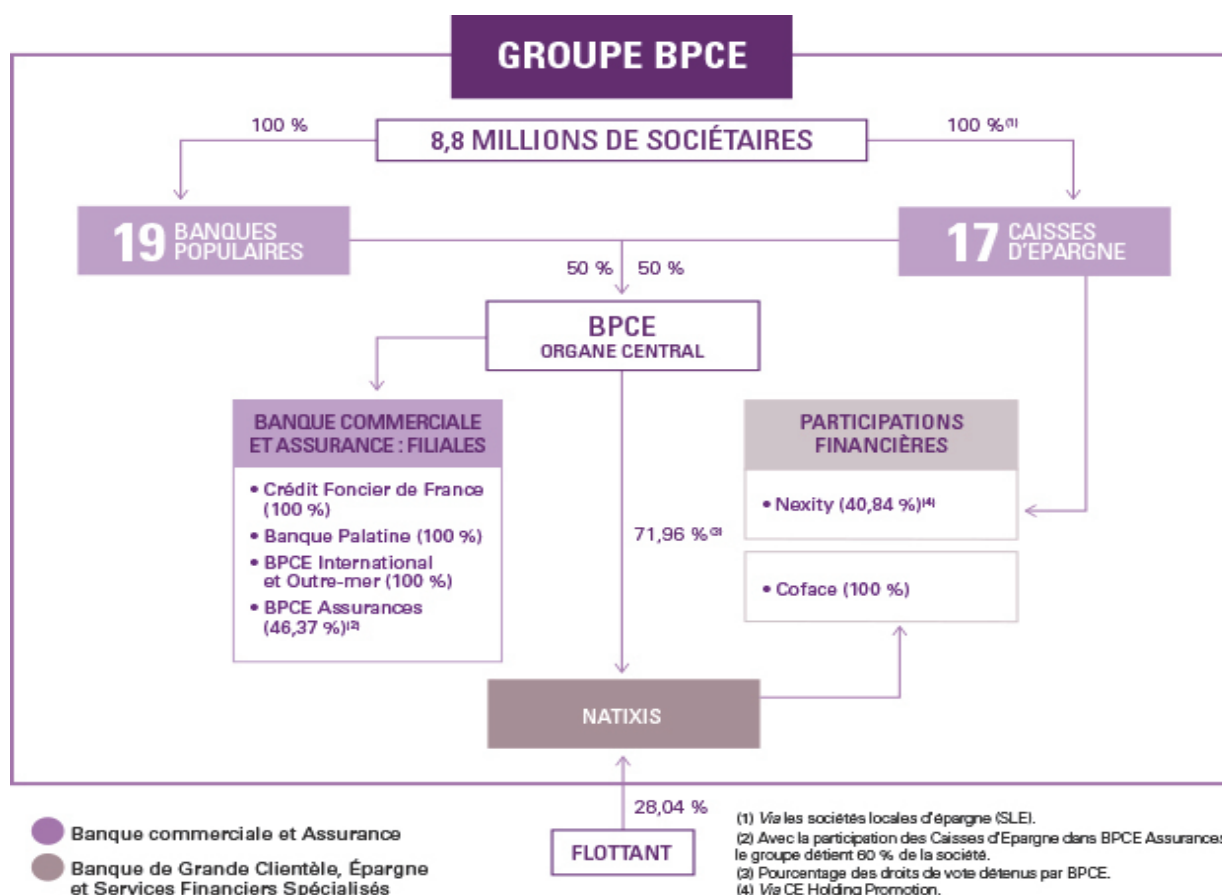 GROUPE BPCE
100 %
8,8 MILLIONS DE SOCIÉTAIRES
100 %(1)
19 BANQUES
POPULAIRES
17 CAISSES
D'EPARGNE
50 % 50 %
BPCE
ORGANE CENTRAL
BANQUE COMMERCIALE
ET ASSURANCE : FILIALES
• Crédit Foncier de France
(100 %)
• Banque Palatine (100 %)
• BPCE International
et Outre-mer (100 %)
• BPCE Assurances
(46,37 %)(2)
71,96 %(3)
PARTICIPATIONS
FINANCIÈRES
• Nexity (40,84 %)(4)
• Coface (100 %)
NATIXIS
28,04 %
FLOTTANT
Banque commerciale et Assurance
Banque de Grande Clientèle, Épargne
et Services Financiers Spécialisés
(1) Via les sociétés locales d'épargne (SLE).
(2) Avec la participation des Caisses d'Epargne dans BPCE Assurances
le groupe détient 60 % de la société.
(3) Pourcentage des droits de vote détenus par BPCE.
(4) Via CE Holding Promotion.